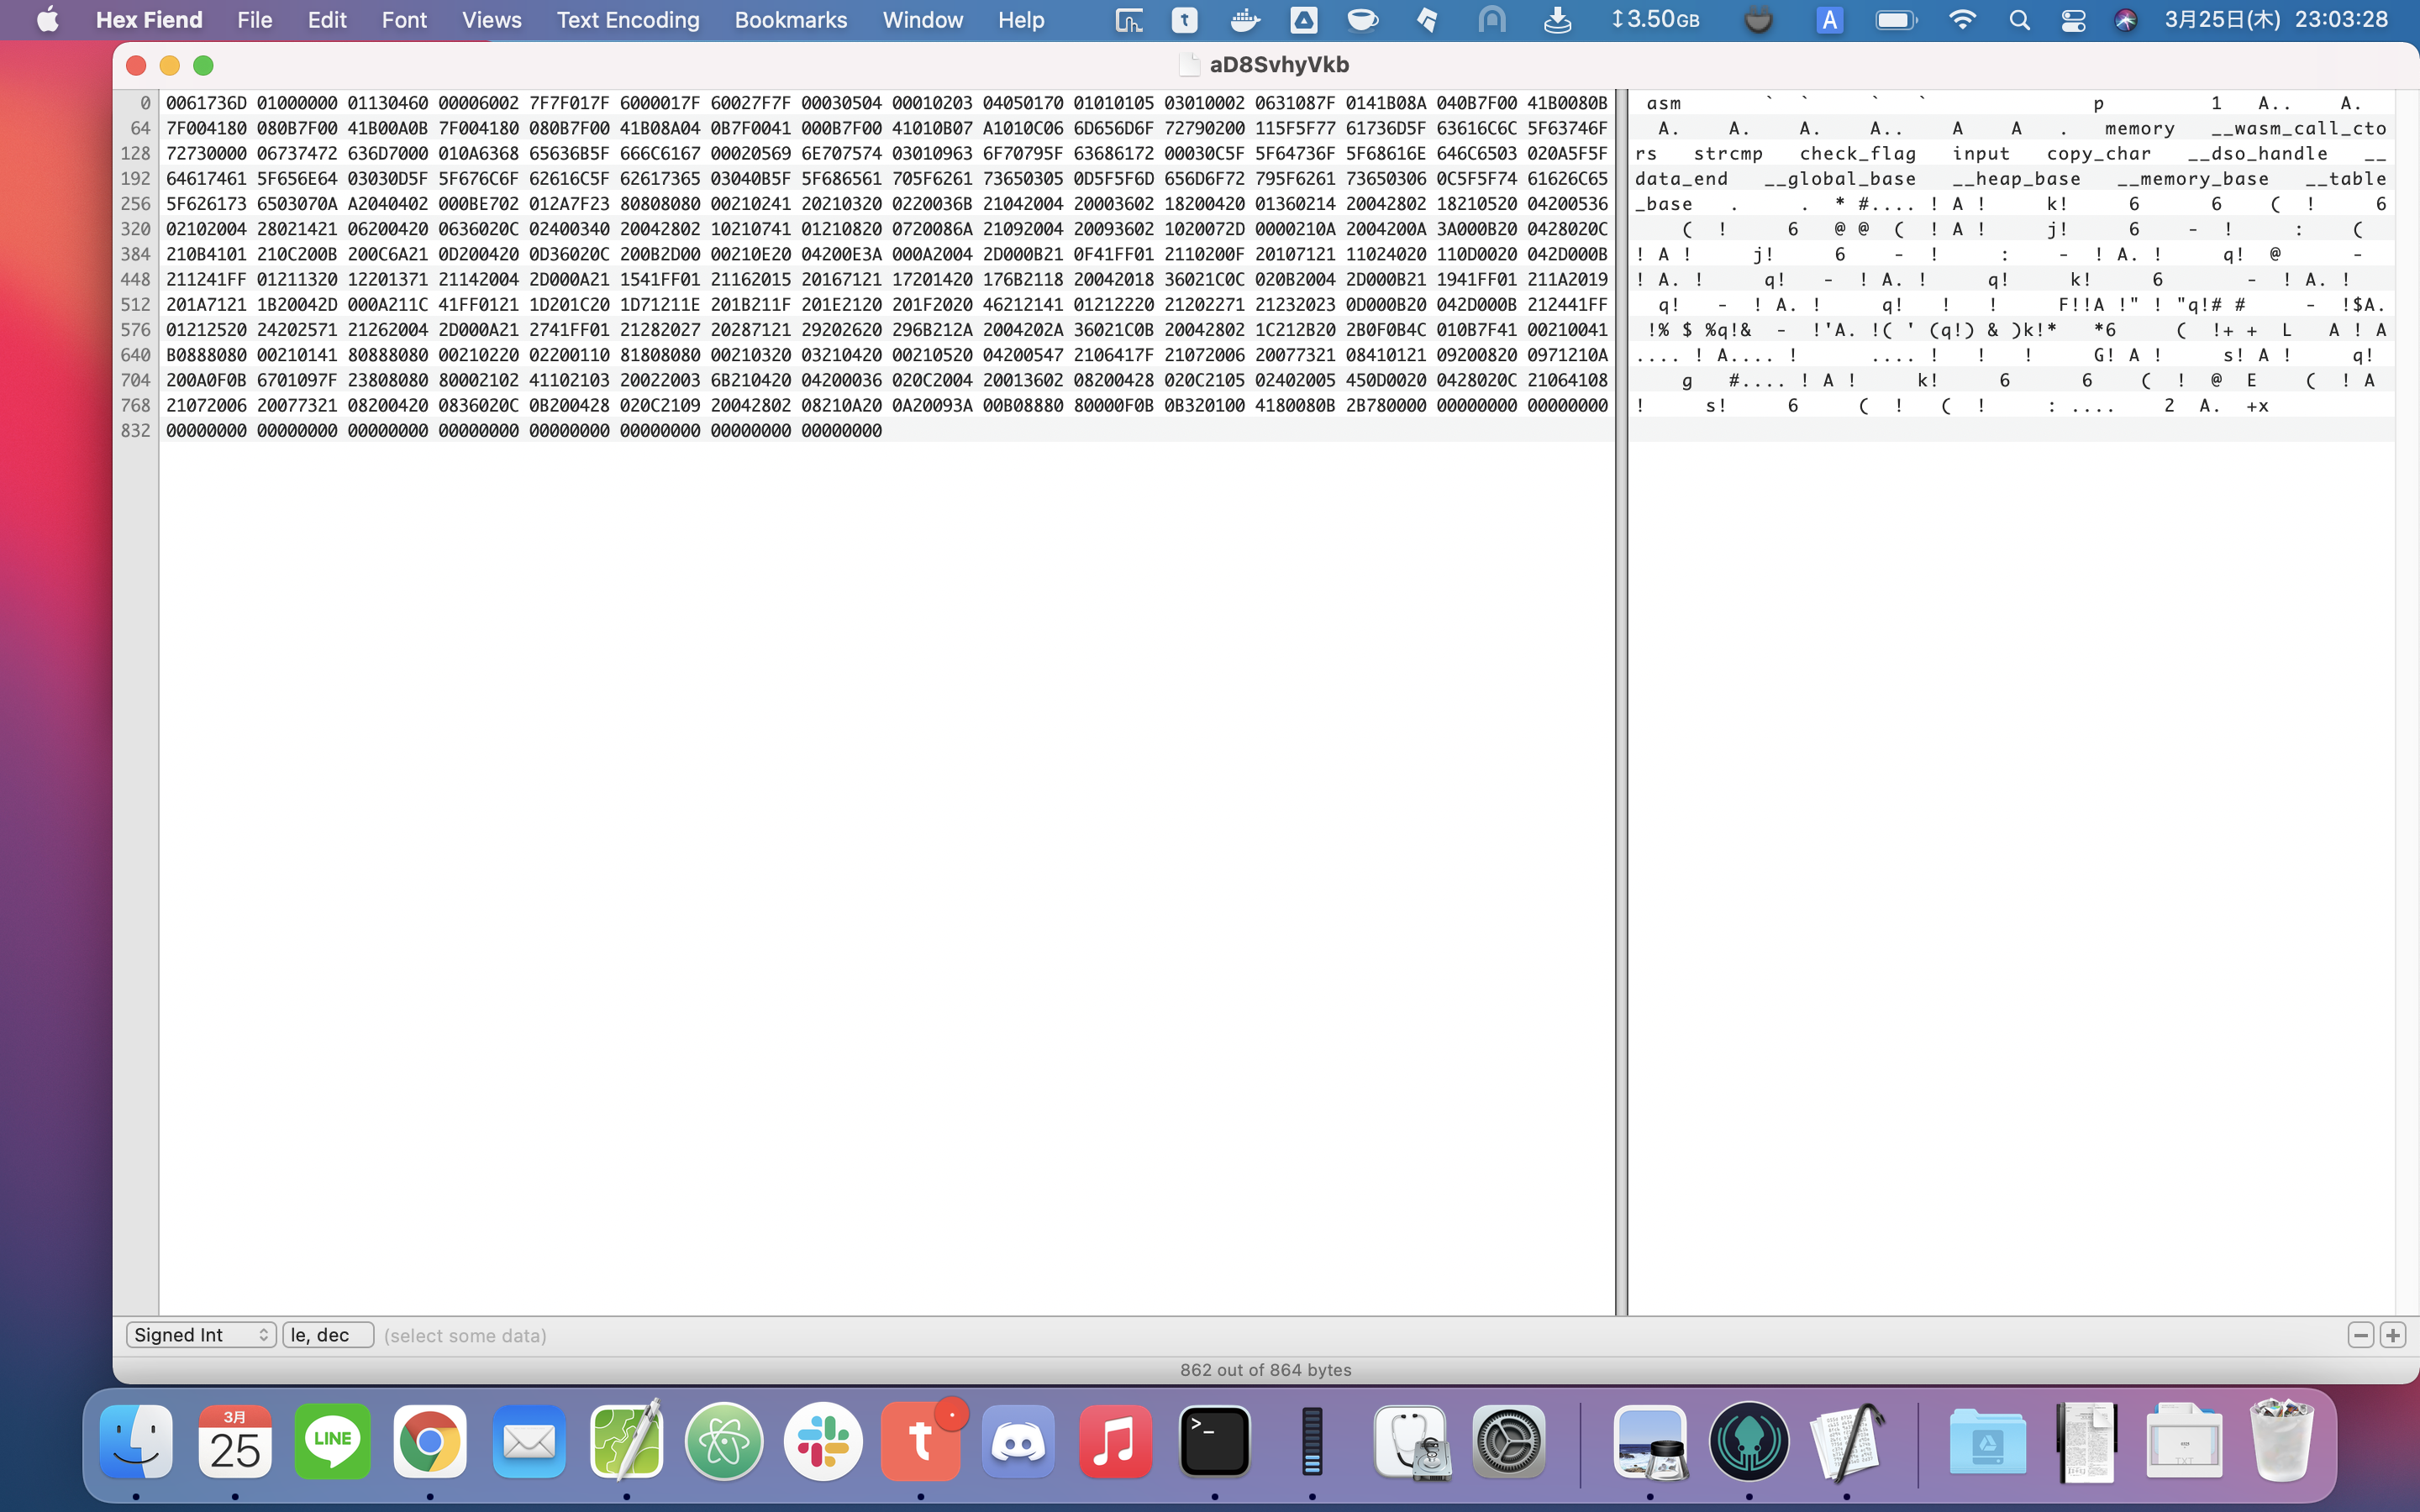 Hex Fiend File Edit Font Views Text Encoding Bookmarks Window Help t ↕3.50GB A 3月25日(木) 23:03:28
aD8SvhyVkb
0 0061736D 01000000 01130460 00006002 7F7F017F 6000017F 60027F7F 00030504 00010203 04050170 01010105 03010002 0631087F 0141B08A 040B7F00 41B0080B asm ` ` ` ` p 1 A.. A.
64 7F004180 080B7F00 41B00A0B 7F004180 080B7F00 41B08A04 0B7F0041 000B7F00 41010B07 A1010C06 6D656D6F 72790200 115F5F77 61736D5F 63616C6C 5F63746F A. A. A. A.. A A . memory __wasm_call_cto
128 72730000 06737472 636D7000 010A6368 65636B5F 666C6167 00020569 6E707574 03010963 6F70795F 63686172 00030C5F 5F64736F 5F68616E 646C6503 020A5F5F rs strcmp check_flag input copy_char __dso_handle __
192 64617461 5F656E64 03030D5F 5F676C6F 62616C5F 62617365 03040B5F 5F686561 705F6261 73650305 0D5F5F6D 656D6F72 795F6261 73650306 0C5F5F74 61626C65 data_end __global_base __heap_base __memory_base __table
256 5F626173 6503070A A2040402 000BE702 012A7F23 80808080 00210241 20210320 0220036B 21042004 20003602 18200420 01360214 20042802 18210520 04200536 _base . . * #.... ! A ! k! 6 6 ( ! 6
320 02102004 28021421 06200420 0636020C 02400340 20042802 10210741 01210820 0720086A 21092004 20093602 1020072D 0000210A 2004200A 3A000B20 0428020C ( ! 6 @ @ ( ! A ! j! 6 - ! : (
384 210B4101 210C200B 200C6A21 0D200420 0D36020C 200B2D00 00210E20 04200E3A 000A2004 2D000B21 0F41FF01 2110200F 20107121 11024020 110D0020 042D000B ! A ! j! 6 - ! : - ! A. ! q! @ -
448 211241FF 01211320 12201371 21142004 2D000A21 1541FF01 21162015 20167121 17201420 176B2118 20042018 36021C0C 020B2004 2D000B21 1941FF01 211A2019 ! A. ! q! - ! A. ! q! k! 6 - ! A. !
512 201A7121 1B20042D 000A211C 41FF0121 1D201C20 1D71211E 201B211F 201E2120 201F2020 46212141 01212220 21202271 21232023 0D000B20 042D000B 212441FF q! - ! A. ! q! ! ! F!!A !" ! "q!# # - !$A.
576 01212520 24202571 21262004 2D000A21 2741FF01 21282027 20287121 29202620 296B212A 2004202A 36021C0B 20042802 1C212B20 2B0F0B4C 010B7F41 00210041 !% $ %q!& - !'A. !( ' (q!) & )k!* *6 ( !+ + L A ! A
640 B0888080 00210141 80888080 00210220 02200110 81808080 00210320 03210420 00210520 04200547 2106417F 21072006 20077321 08410121 09200820 0971210A .... ! A.... ! .... ! ! ! G! A ! s! A ! q!
704 200A0F0B 6701097F 23808080 80002102 41102103 20022003 6B210420 04200036 020C2004 20013602 08200428 020C2105 02402005 450D0020 0428020C 21064108 g #.... ! A ! k! 6 6 ( ! @ E ( ! A
768 21072006 20077321 08200420 0836020C 0B200428 020C2109 20042802 08210A20 0A20093A 00B08880 80000F0B 0B320100 4180080B 2B780000 00000000 00000000 ! s! 6 ( ! ( ! : .... 2 A. +x
832 00000000 00000000 00000000 00000000 00000000 00000000 00000000 00000000
Signed Int le, dec (select some data)
862 out of 864 bytes
3月
25 LINE t >_ TXT